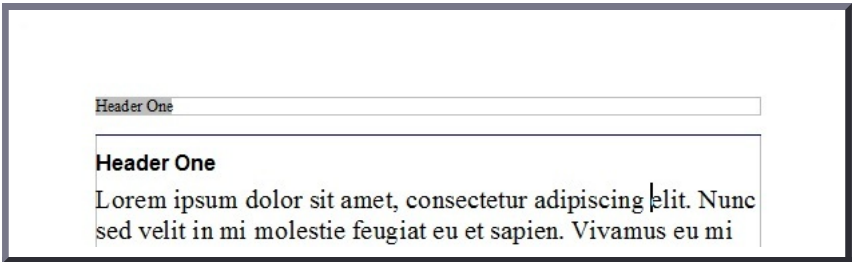 Header One
Header One
Lorem ipsum dolor sit amet, consectetur adipiscing elit. Nunc
sed velit in mi molestie feugiat eu et sapien. Vivamus eu mi